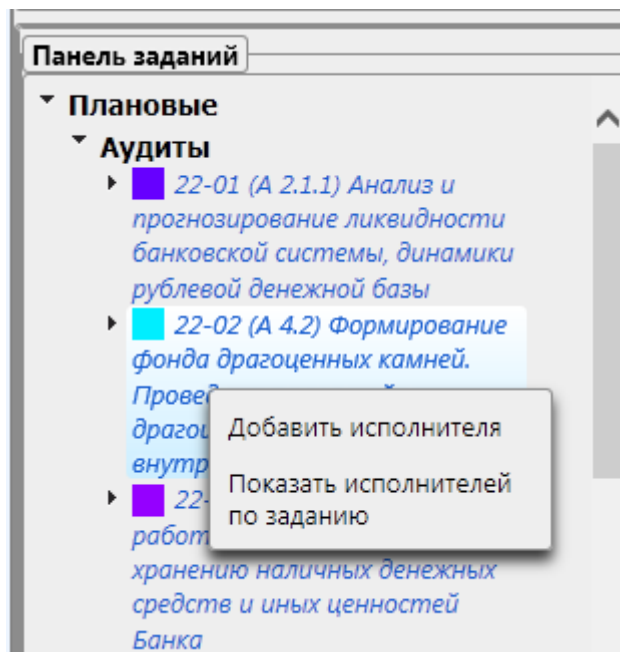 Панель заданий
Плановые
Аудиты
22-01 (А 2.1.1) Анализ и
прогнозирование ликвидности
банковской системы, динамики
рублевой денежной базы
22-02 (А 4.2) Формирование
фонда драгоценных камней.
Добавить исполнителя
Показать исполнителей
по заданию
22-
хранению наличных денежных
средств и иных ценностей
Банка